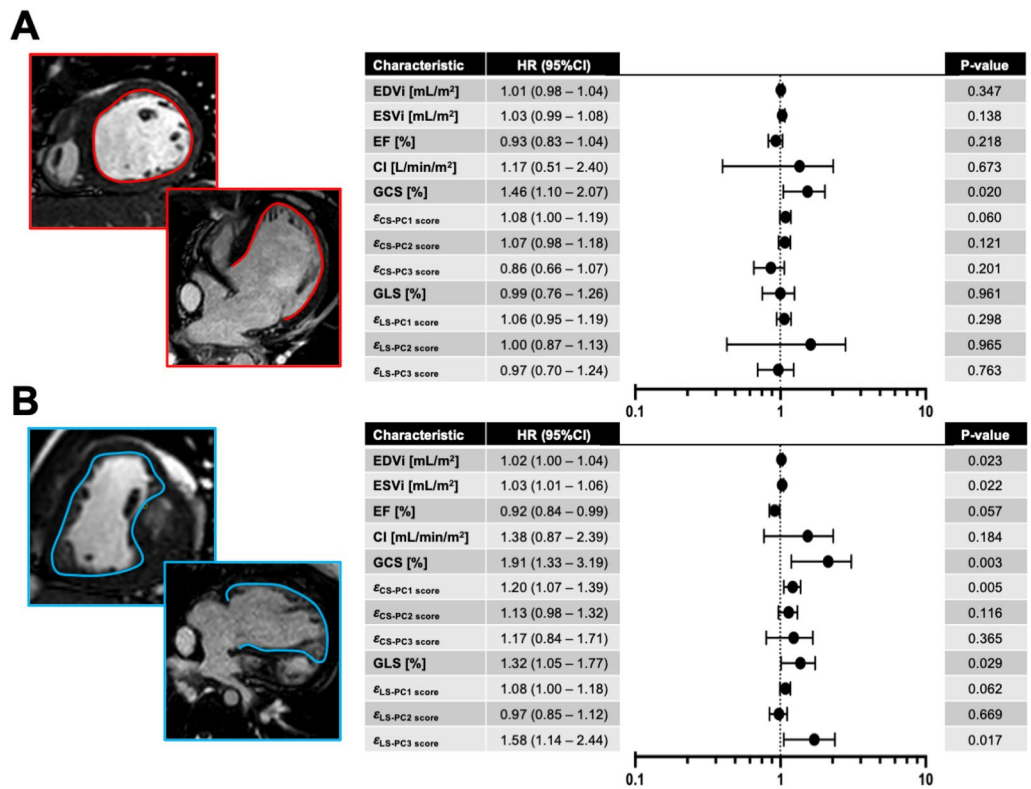 A
Characteristic HR (95%CI) P-value
EDVi [mL/m²] 1.01 (0.98 – 1.04) 0.347
ESVi [mL/m²] 1.03 (0.99 – 1.08) 0.138
EF [%] 0.93 (0.83 – 1.04) 0.218
CI [L/min/m²] 1.17 (0.51 – 2.40) 0.673
GCS [%] 1.46 (1.10 – 2.07) 0.020
εCS-PC1 score 1.08 (1.00 – 1.19) 0.060
εCS-PC2 score 1.07 (0.98 – 1.18) 0.121
εCS-PC3 score 0.86 (0.66 – 1.07) 0.201
GLS [%] 0.99 (0.76 – 1.26) 0.961
εLS-PC1 score 1.06 (0.95 – 1.19) 0.298
εLS-PC2 score 1.00 (0.87 – 1.13) 0.965
εLS-PC3 score 0.97 (0.70 – 1.24) 0.763
0.1 1 10
B
Characteristic HR (95%CI) P-value
EDVi [mL/m²] 1.02 (1.00 – 1.04) 0.023
ESVi [mL/m²] 1.03 (1.01 – 1.06) 0.022
EF [%] 0.92 (0.84 – 0.99) 0.057
CI [mL/min/m²] 1.38 (0.87 – 2.39) 0.184
GCS [%] 1.91 (1.33 – 3.19) 0.003
εCS-PC1 score 1.20 (1.07 – 1.39) 0.005
εCS-PC2 score 1.13 (0.98 – 1.32) 0.116
εCS-PC3 score 1.17 (0.84 – 1.71) 0.365
GLS [%] 1.32 (1.05 – 1.77) 0.029
εLS-PC1 score 1.08 (1.00 – 1.18) 0.062
εLS-PC2 score 0.97 (0.85 – 1.12) 0.669
εLS-PC3 score 1.58 (1.14 – 2.44) 0.017
0.1 1 10